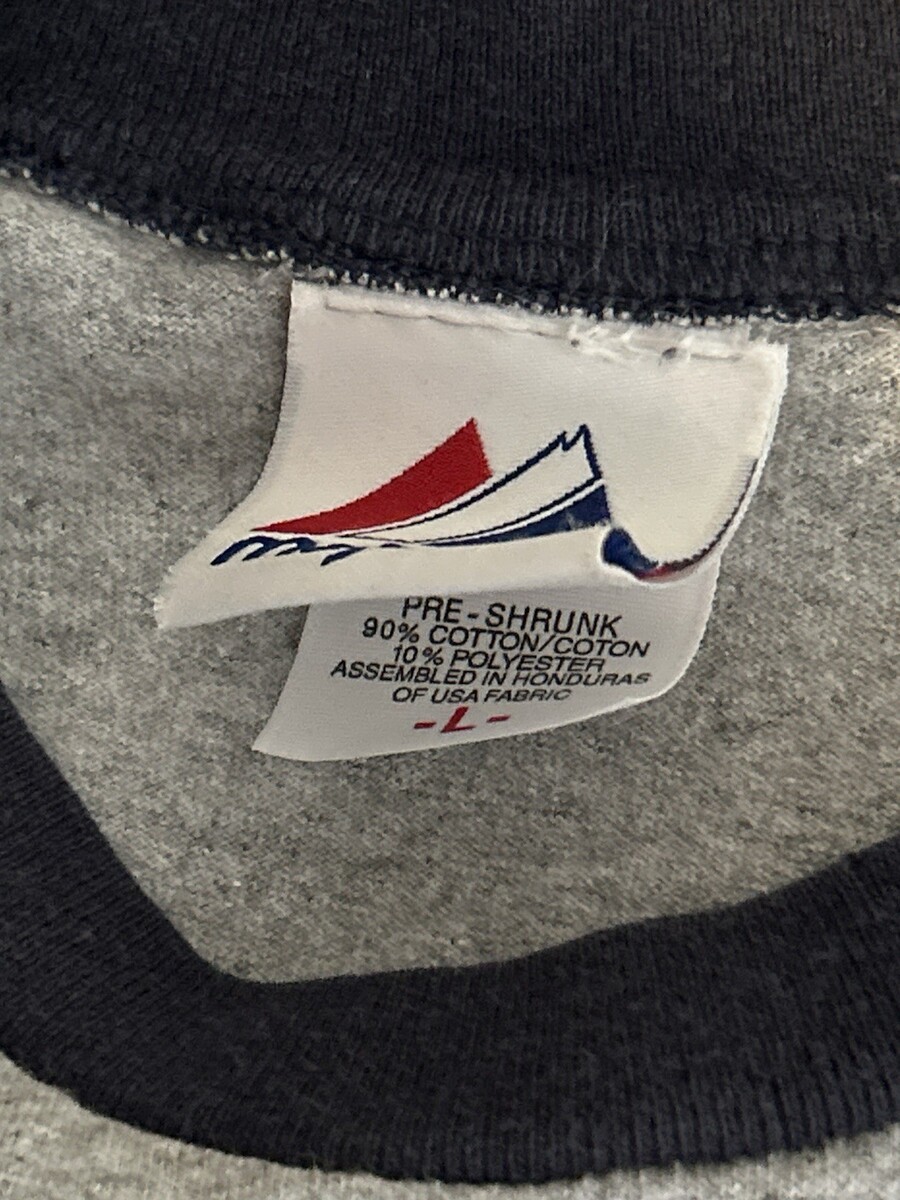 PRE-SHRUNK
90% COTTON/COTON
10% POLYESTER
ASSEMBLED IN HONDURAS
OF USA FABRIC
-L-